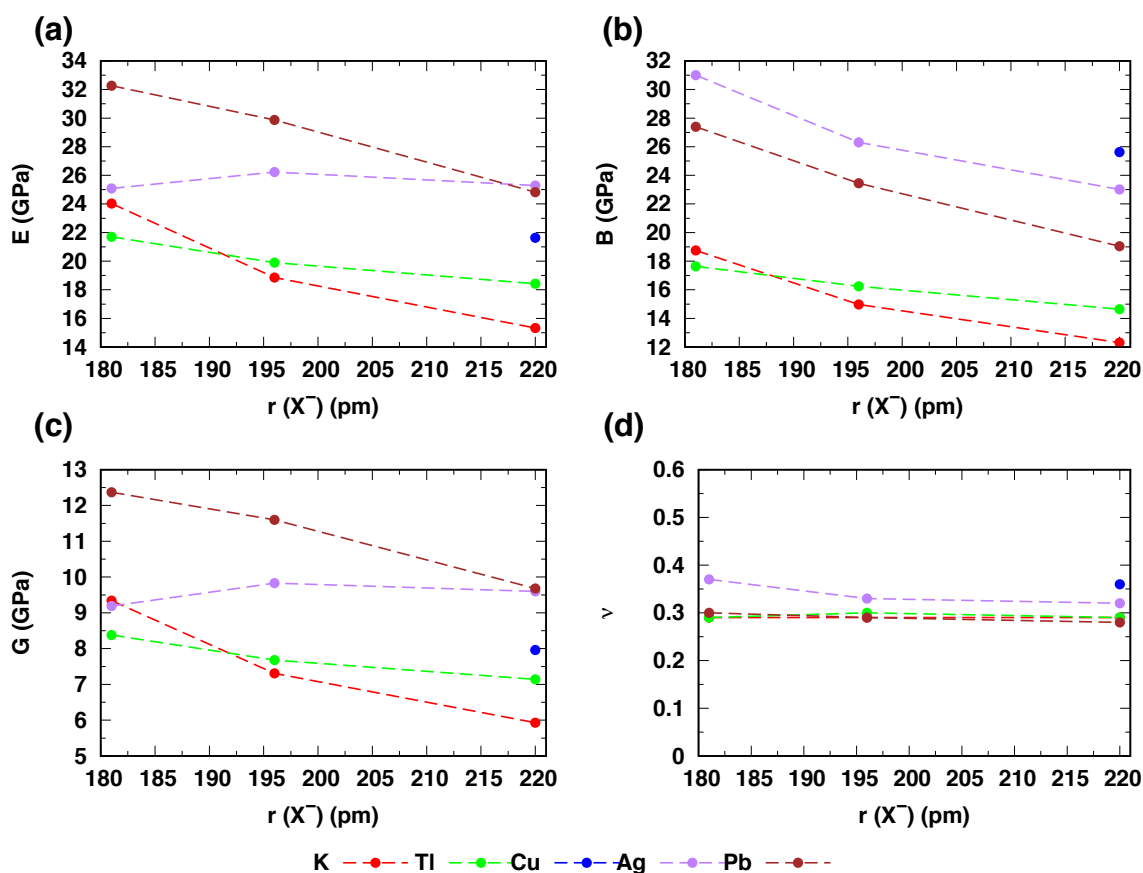 (a)
34
32
30
28
26
24
22
20
18
16
14
E (GPa)
180 185 190 195 200 205 210 215 220
r (X⁻) (pm)
(b)
32
30
28
26
24
22
20
18
16
14
12
B (GPa)
180 185 190 195 200 205 210 215 220
r (X⁻) (pm)
(c)
13
12
11
10
9
8
7
6
5
G (GPa)
180 185 190 195 200 205 210 215 220
r (X⁻) (pm)
(d)
0.6
0.5
0.4
0.3
0.2
0.1
0
ν
180 185 190 195 200 205 210 215 220
r (X⁻) (pm)
K Tl Cu Ag Pb